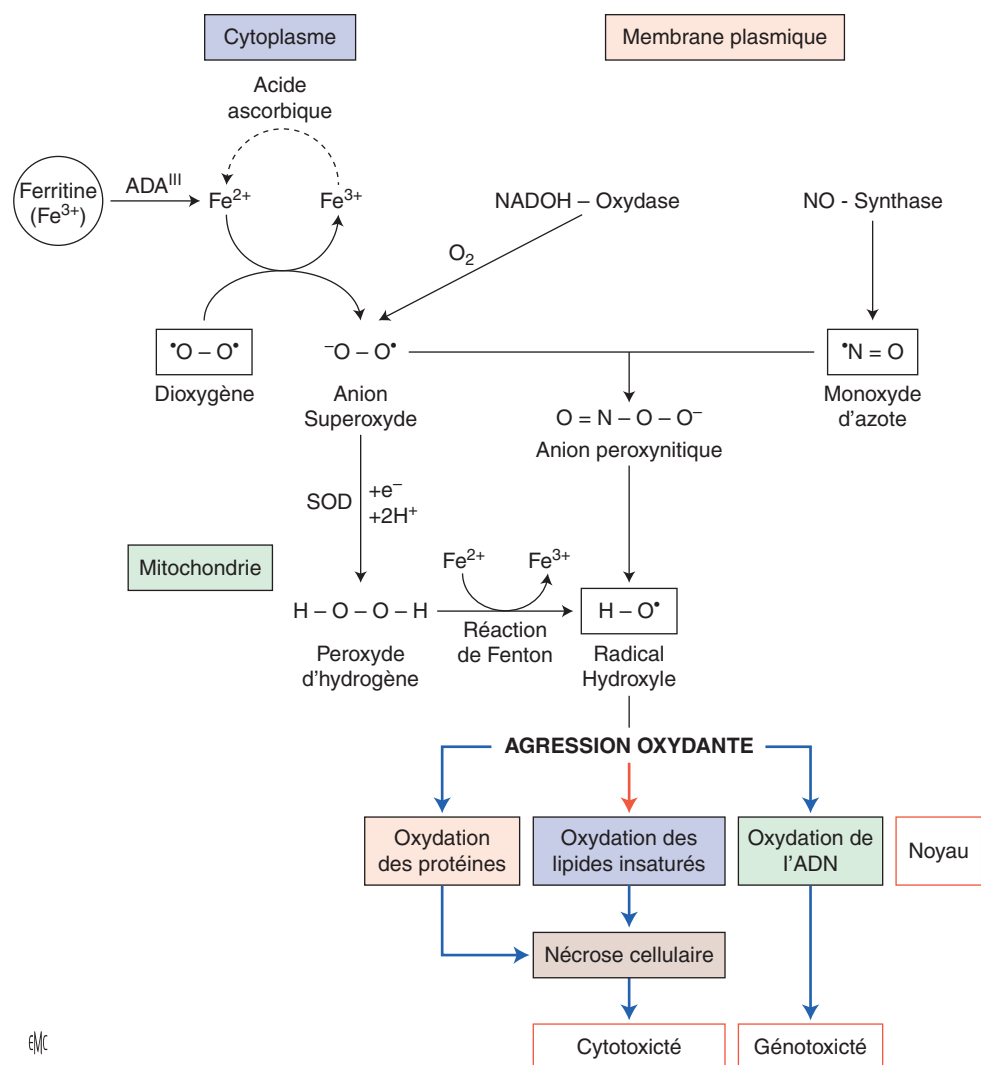 Cytoplasme
Membrane plasmique
Acide
ascorbique
Ferritine
(Fe³⁺)
ADAᴵᴵᴵ
Fe²⁺
Fe³⁺
NADOH – Oxydase
NO - Synthase
O₂
•O – O•
⁻O – O•
•N = O
Dioxygène
Anion
Superoxyde
Monoxyde
d'azote
O = N – O – O⁻
Anion peroxynitique
SOD
+e⁻
+2H⁺
Mitochondrie
Fe²⁺
Fe³⁺
H – O – O – H
H – O•
Réaction
de Fenton
Peroxyde
d'hydrogène
Radical
Hydroxyle
AGRESSION OXYDANTE
Oxydation
des protéines
Oxydation des
lipides insaturés
Oxydation de
l'ADN
Noyau
Nécrose cellulaire
Cytotoxicté
Génotoxicté
EMC